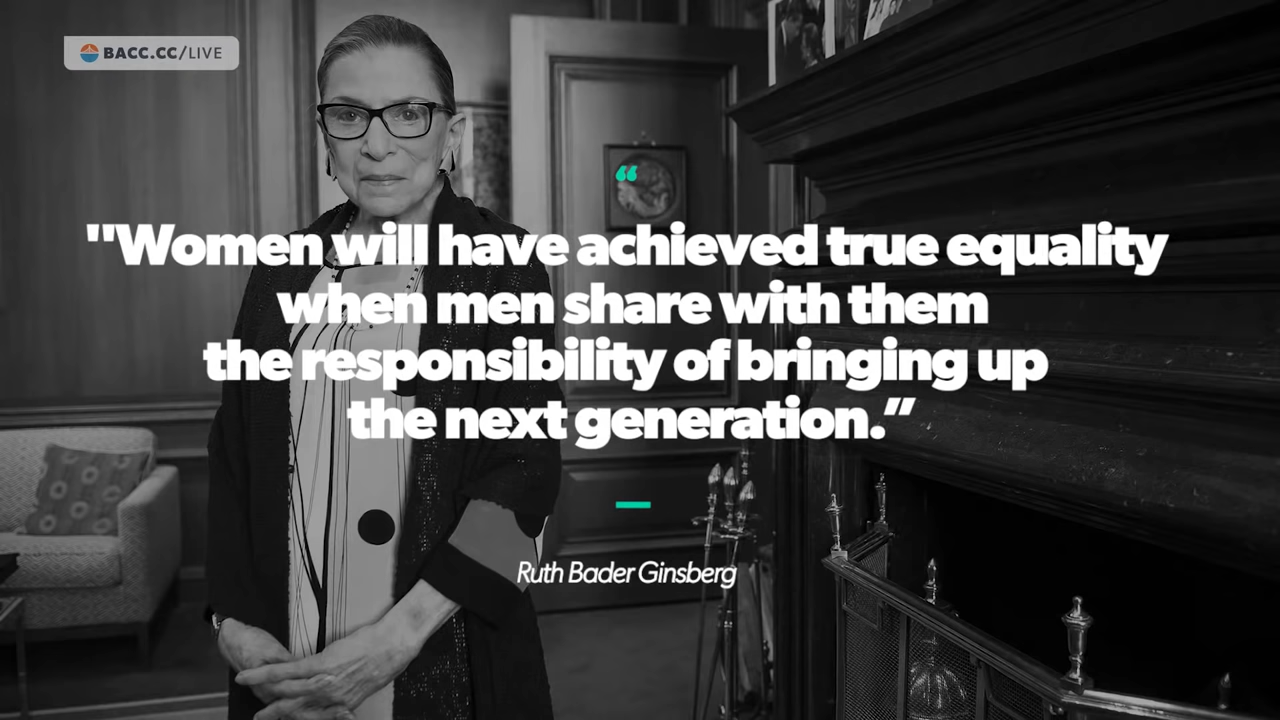 BACC.CC/LIVE
“
"Women will have achieved true equality
when men share with them
the responsibility of bringing up
the next generation.”
Ruth Bader Ginsberg